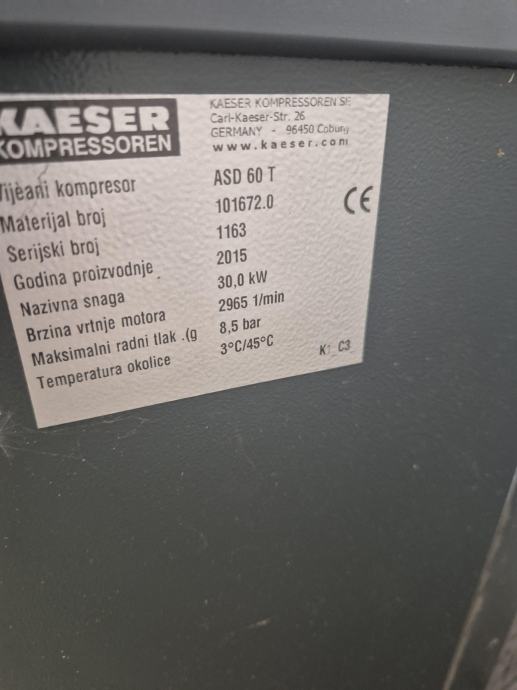 KAESER
KOMPRESSOREN
KAESER KOMPRESSOREN SE
Carl-Kaeser-Str. 26
GERMANY - 96450 Coburg
www.kaeser.com
Vijčani kompresor ASD 60 T
Materijal broj 101672.0
Serijski broj 1163
Godina proizvodnje 2015
Nazivna snaga 30,0 kW
Brzina vrtnje motora 2965 1/min
Maksimalni radni tlak .(g 8,5 bar
Temperatura okolice 3°C/45°C
CE
K1 C3